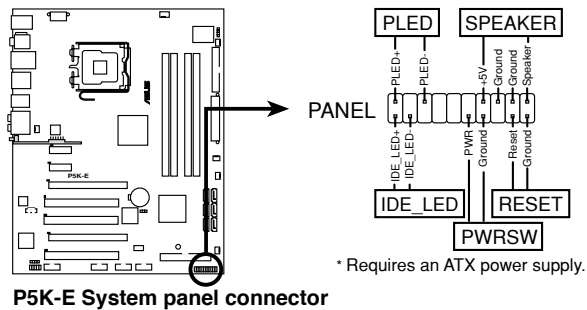 PLED SPEAKER
PLED+ PLED- +5V Ground Ground Speaker
PANEL
IDE_LED+ IDE_LED- PWR Ground Reset Ground
IDE_LED RESET
PWRSW
* Requires an ATX power supply.
ASUS
P5K-E
P5K-E System panel connector